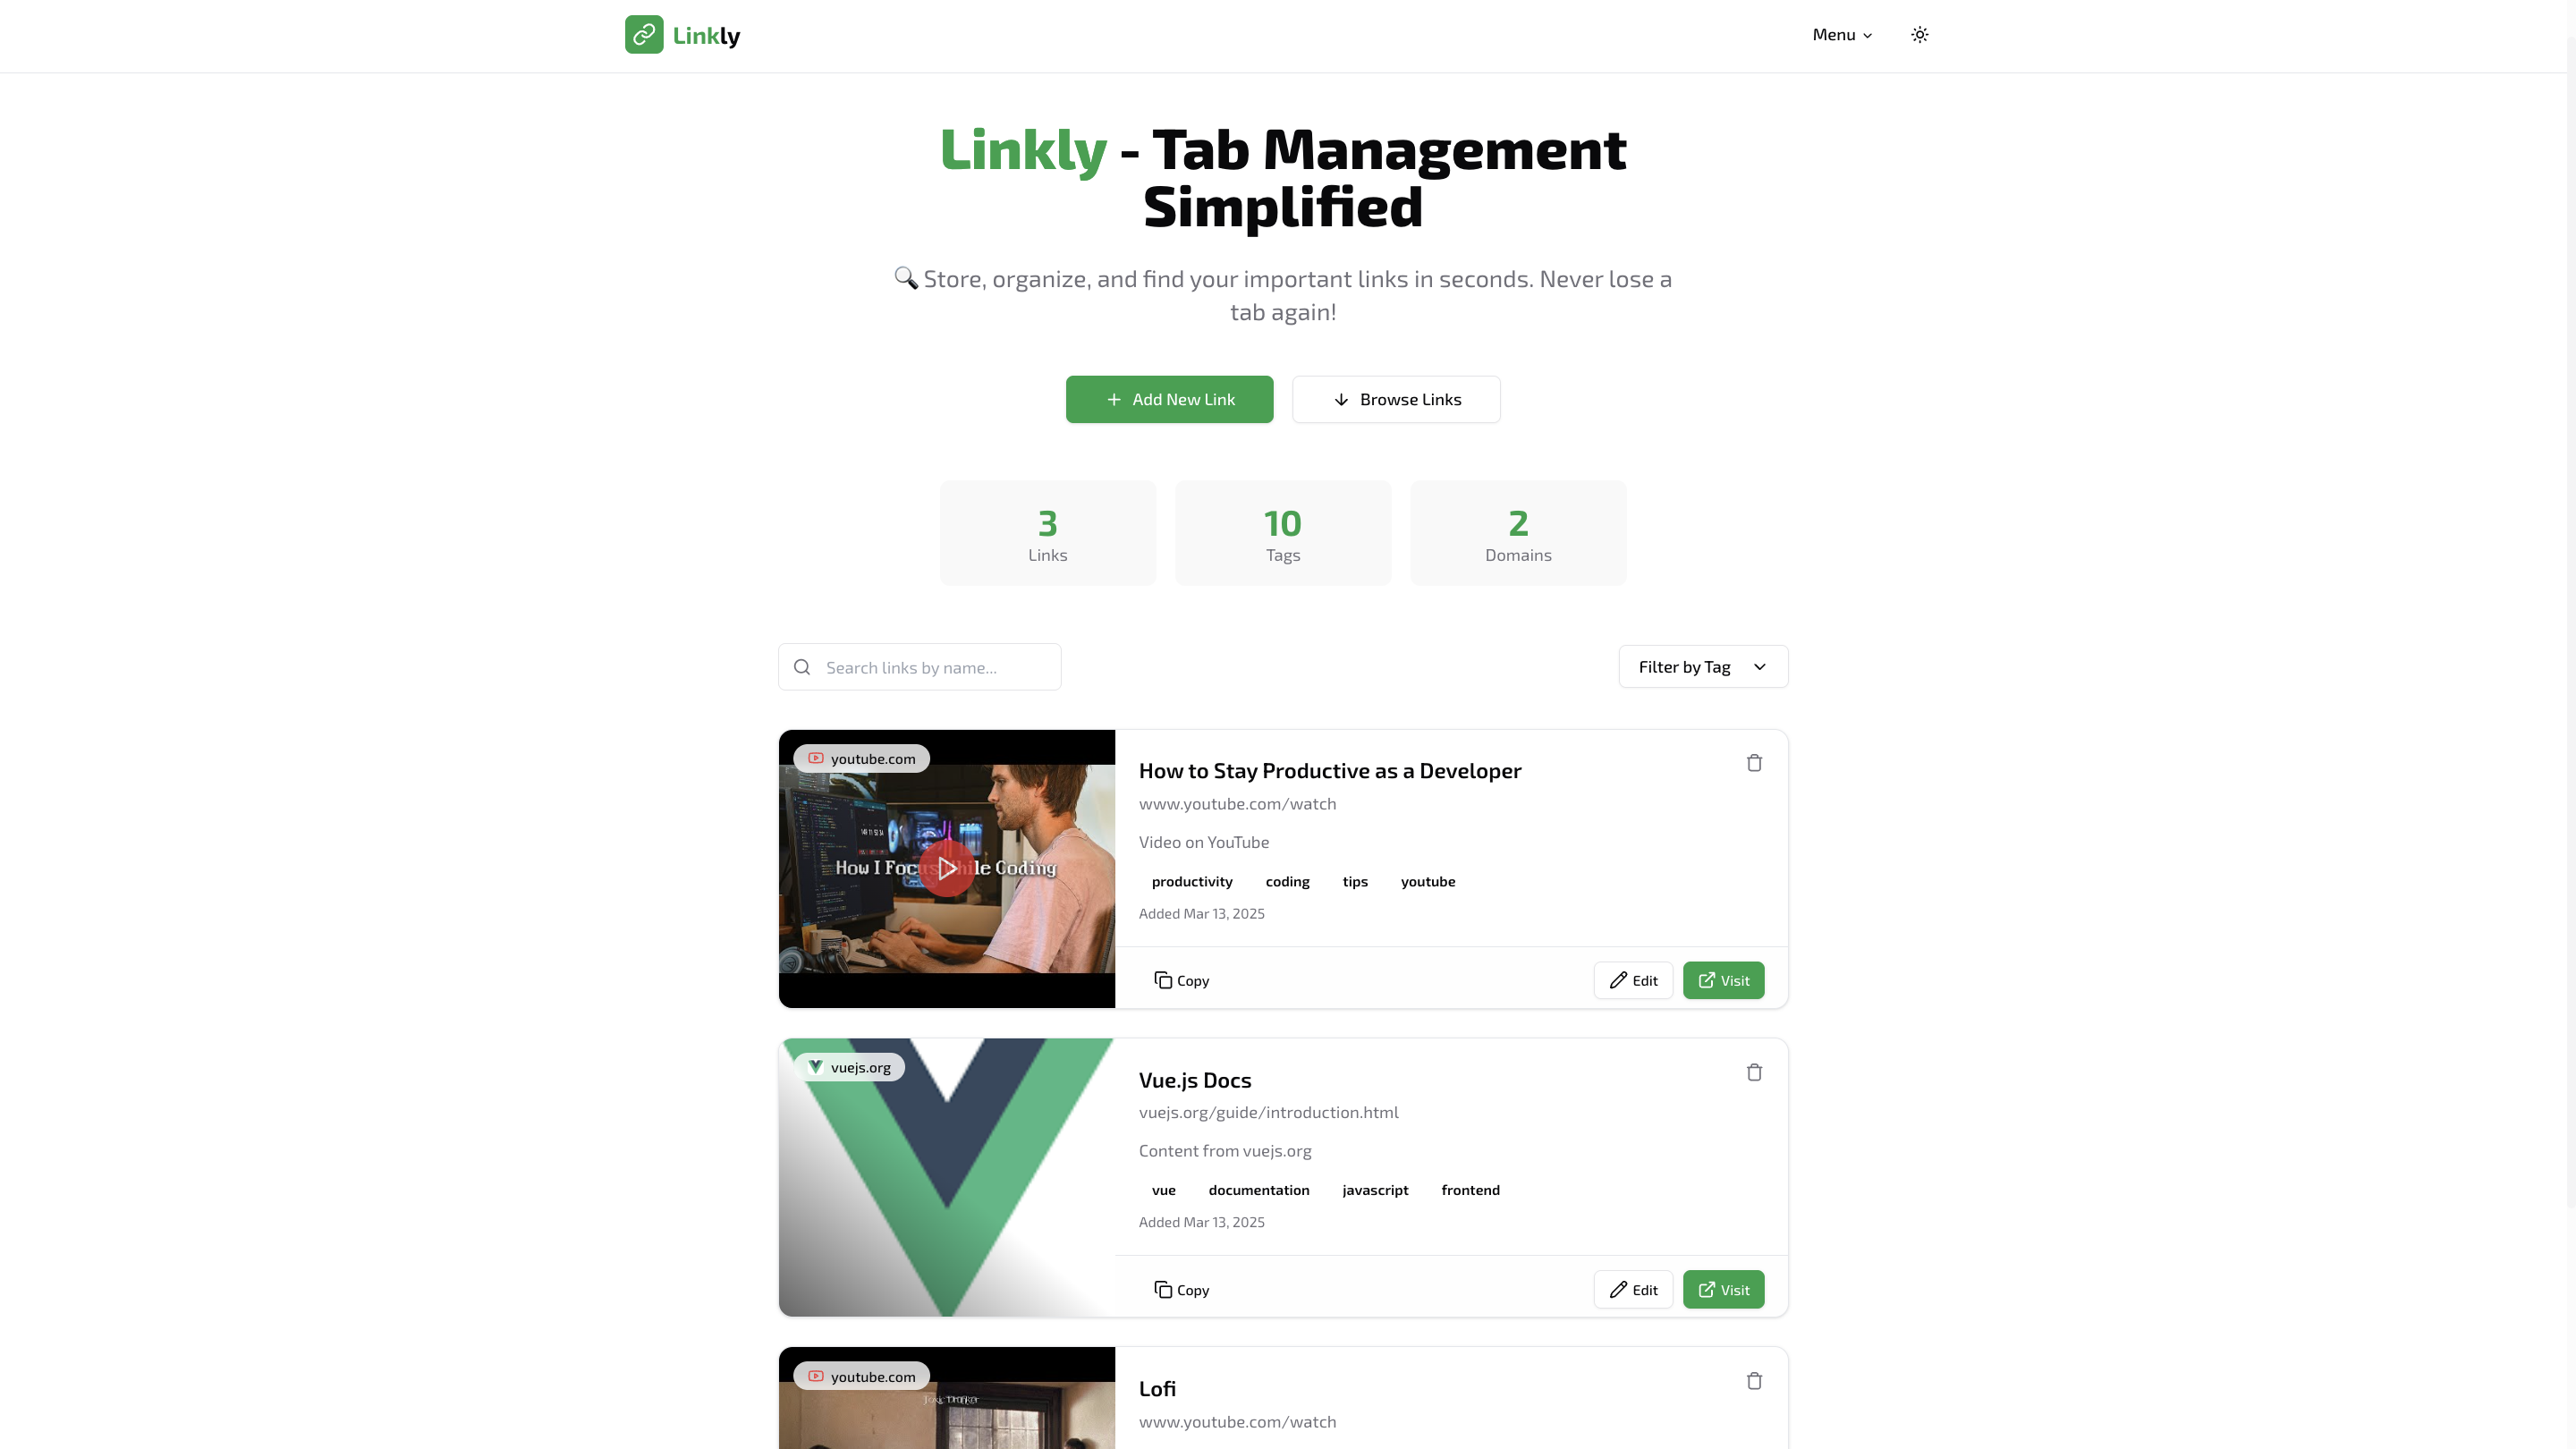 Linkly
Menu
Linkly - Tab Management
Simplified
🔍 Store, organize, and find your important links in seconds. Never lose a
tab again!
Add New Link
Browse Links
3
Links
10
Tags
2
Domains
Search links by name...
Filter by Tag
youtube.com
How I Focus While Coding
How to Stay Productive as a Developer
www.youtube.com/watch
Video on YouTube
productivity coding tips youtube
Added Mar 13, 2025
Copy
Edit
Visit
vuejs.org
Vue.js Docs
vuejs.org/guide/introduction.html
Content from vuejs.org
vue documentation javascript frontend
Added Mar 13, 2025
Copy
Edit
Visit
youtube.com
Lofi
www.youtube.com/watch